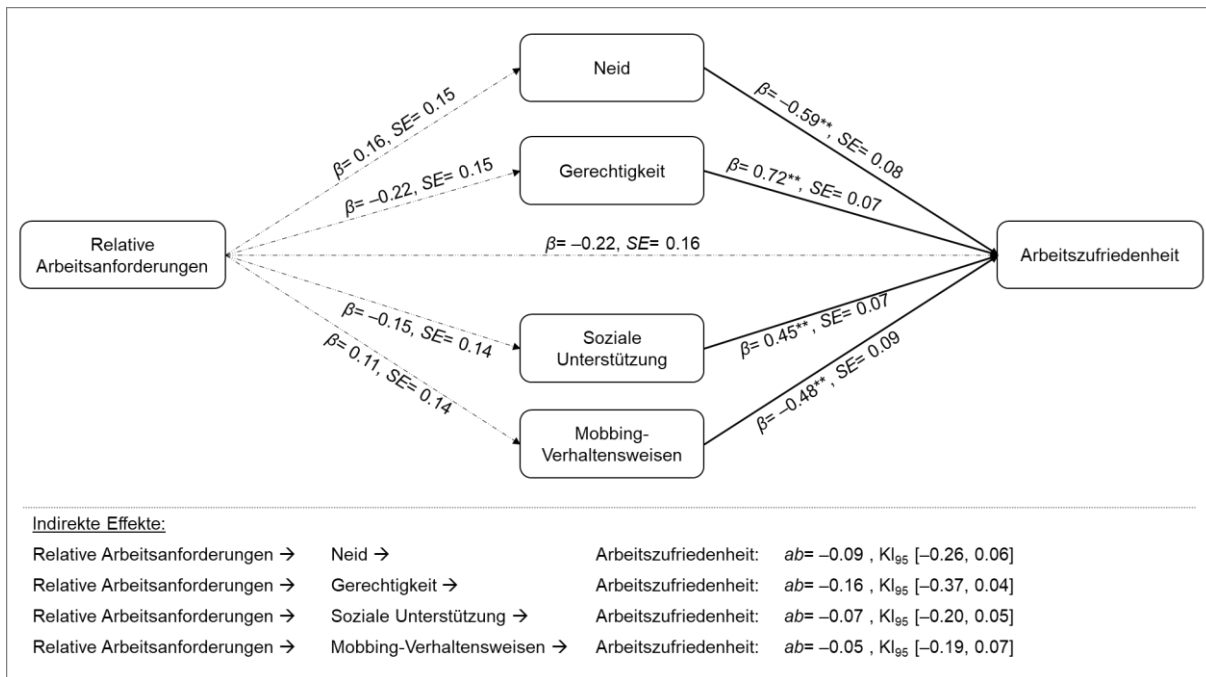 Neid
β= 0.16, SE= 0.15
β= –0.59**, SE= 0.08
Gerechtigkeit
β= –0.22, SE= 0.15
β= 0.72**, SE= 0.07
Relative
Arbeitsanforderungen
β= –0.22, SE= 0.16
Arbeitszufriedenheit
β= –0.15, SE= 0.14
Soziale
Unterstützung
β= 0.45**, SE= 0.07
β= 0.11, SE= 0.14
Mobbing-
Verhaltensweisen
β= –0.48**, SE= 0.09
Indirekte Effekte:
Relative Arbeitsanforderungen → Neid → Arbeitszufriedenheit: ab= –0.09 , KI₉₅ [–0.26, 0.06]
Relative Arbeitsanforderungen → Gerechtigkeit → Arbeitszufriedenheit: ab= –0.16 , KI₉₅ [–0.37, 0.04]
Relative Arbeitsanforderungen → Soziale Unterstützung → Arbeitszufriedenheit: ab= –0.07 , KI₉₅ [–0.20, 0.05]
Relative Arbeitsanforderungen → Mobbing-Verhaltensweisen → Arbeitszufriedenheit: ab= –0.05 , KI₉₅ [–0.19, 0.07]